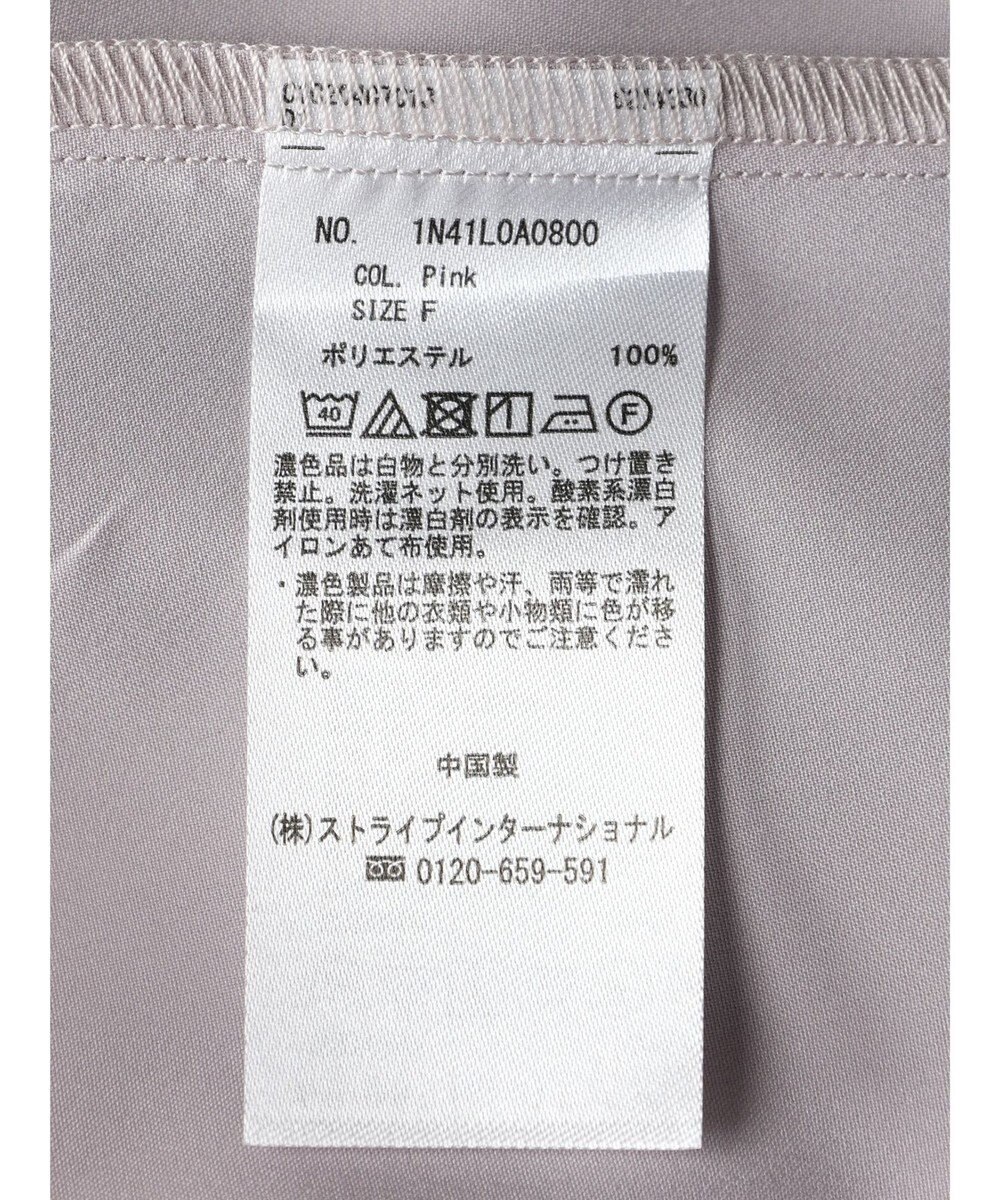 NO. 1N41L0A0800
COL. Pink
SIZE F
ポリエステル 100%
40
F
濃色品は白物と分別洗い。つけ置き
禁止。洗濯ネット使用。酸素系漂白
剤使用時は漂白剤の表示を確認。ア
イロンあて布使用。
・濃色製品は摩擦や汗、雨等で濡れ
た際に他の衣類や小物類に色が移
る事がありますのでご注意くださ
い。
中国製
(株)ストライプインターナショナル
0120-659-591